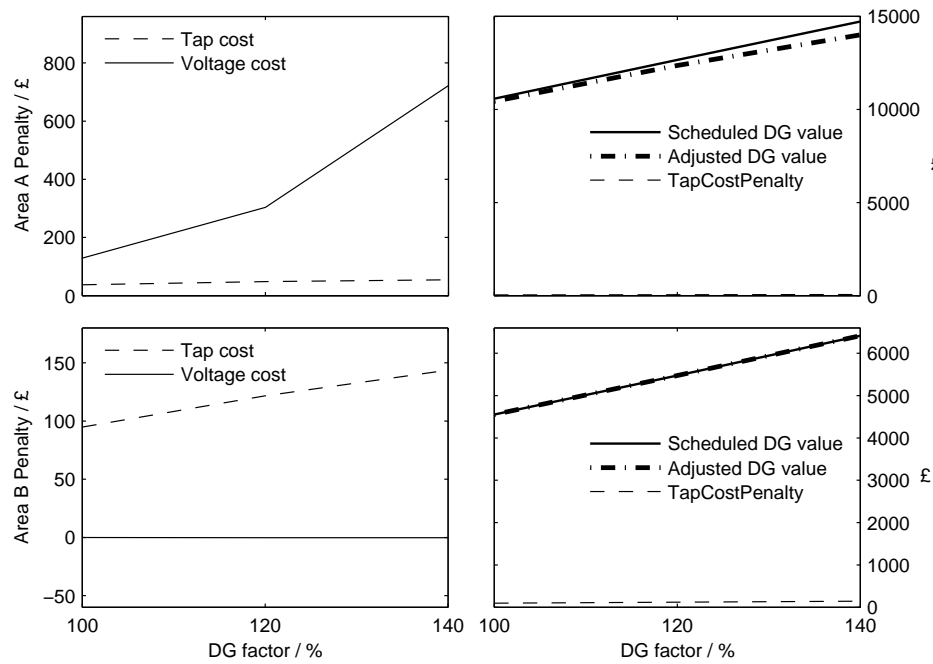 Tap cost
Voltage cost
800
600
400
200
0
Area A Penalty / £
15000
10000
5000
0
Scheduled DG value
Adjusted DG value
TapCostPenalty
Tap cost
Voltage cost
150
100
50
0
−50
Area B Penalty / £
100
120
140
DG factor / %
6000
5000
4000
3000
2000
1000
0
£
Scheduled DG value
Adjusted DG value
TapCostPenalty
100
120
140
DG factor / %